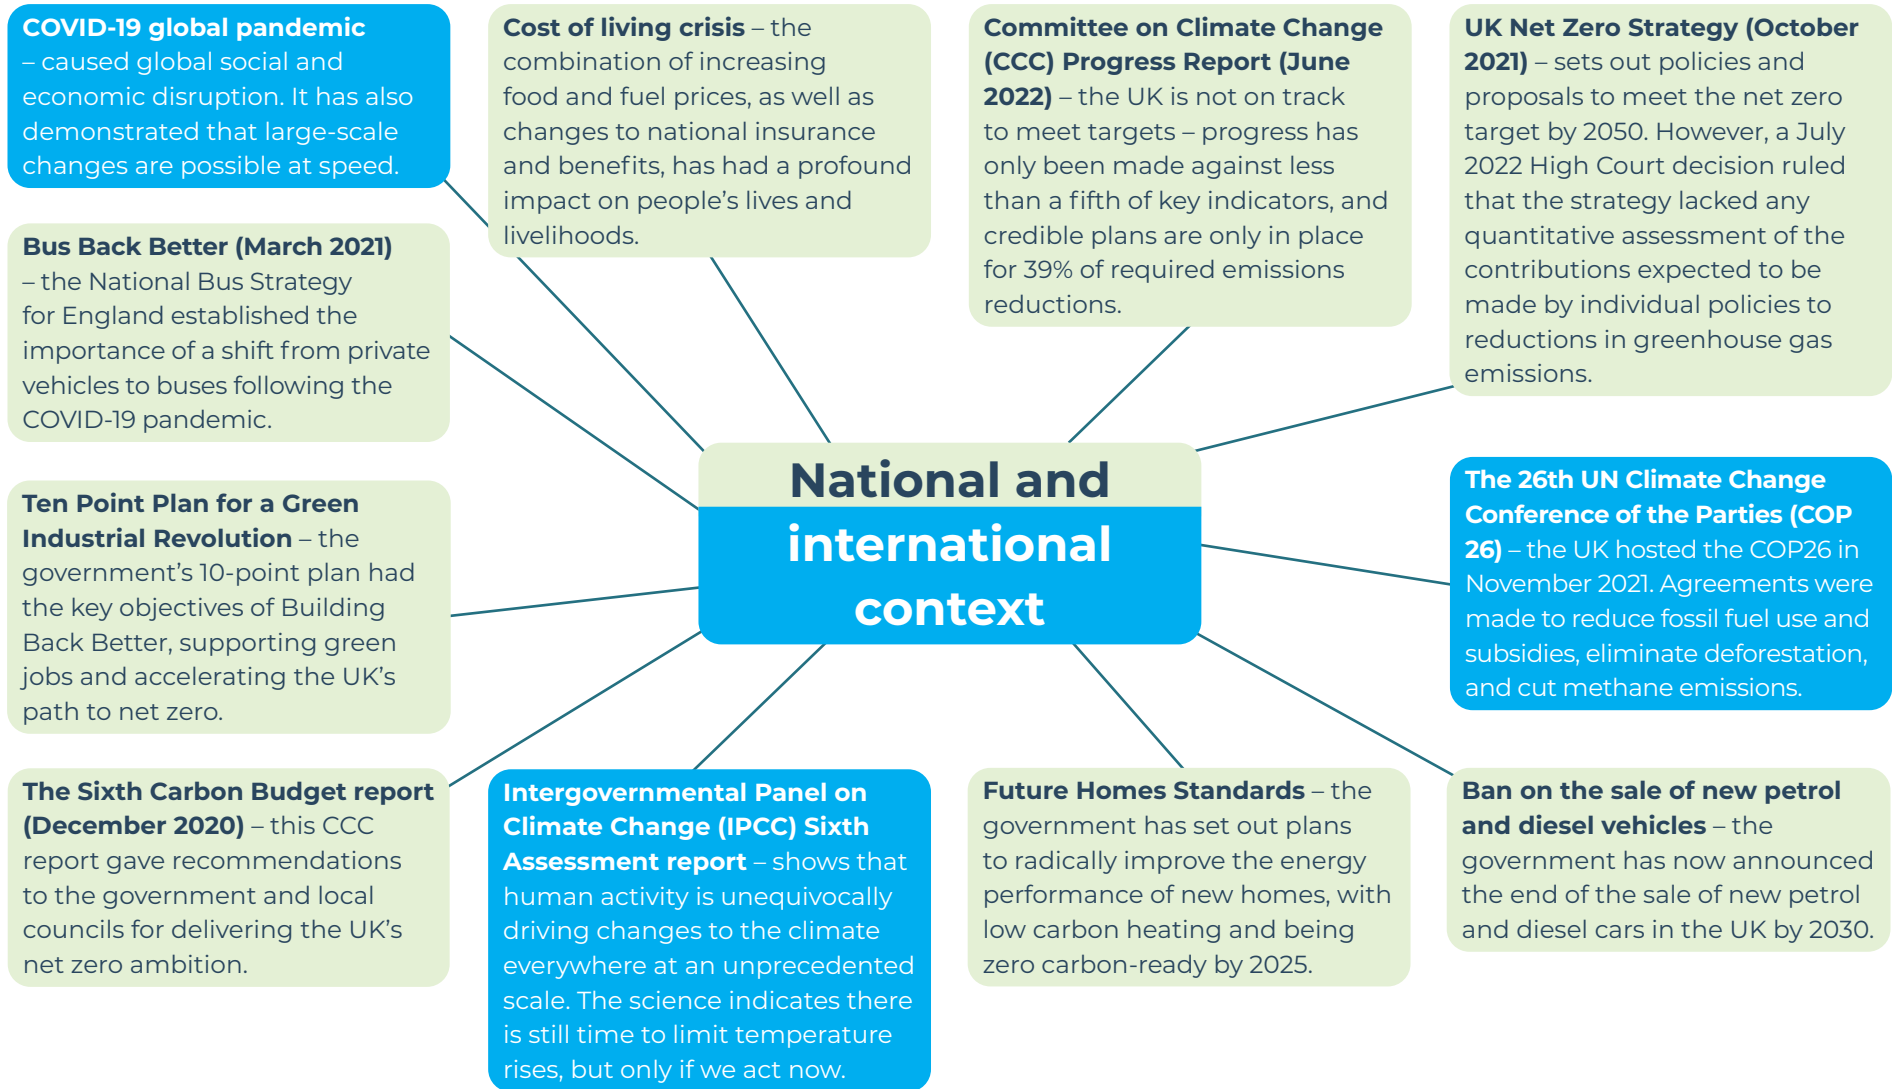 COVID-19 global pandemic
– caused global social and
economic disruption. It has also
demonstrated that large-scale
changes are possible at speed.
Cost of living crisis – the
combination of increasing
food and fuel prices, as well as
changes to national insurance
and benefits, has had a profound
impact on people's lives and
livelihoods.
Committee on Climate Change
(CCC) Progress Report (June
2022) – the UK is not on track
to meet targets – progress has
only been made against less
than a fifth of key indicators, and
credible plans are only in place
for 39% of required emissions
reductions.
UK Net Zero Strategy (October
2021) – sets out policies and
proposals to meet the net zero
target by 2050. However, a July
2022 High Court decision ruled
that the strategy lacked any
quantitative assessment of the
contributions expected to be
made by individual policies to
reductions in greenhouse gas
emissions.
Bus Back Better (March 2021)
– the National Bus Strategy
for England established the
importance of a shift from private
vehicles to buses following the
COVID-19 pandemic.
National and
international
context
Ten Point Plan for a Green
Industrial Revolution – the
government's 10-point plan had
the key objectives of Building
Back Better, supporting green
jobs and accelerating the UK's
path to net zero.
The 26th UN Climate Change
Conference of the Parties (COP
26) – the UK hosted the COP26 in
November 2021. Agreements were
made to reduce fossil fuel use and
subsidies, eliminate deforestation,
and cut methane emissions.
The Sixth Carbon Budget report
(December 2020) – this CCC
report gave recommendations
to the government and local
councils for delivering the UK's
net zero ambition.
Intergovernmental Panel on
Climate Change (IPCC) Sixth
Assessment report – shows that
human activity is unequivocally
driving changes to the climate
everywhere at an unprecedented
scale. The science indicates there
is still time to limit temperature
rises, but only if we act now.
Future Homes Standards – the
government has set out plans
to radically improve the energy
performance of new homes, with
low carbon heating and being
zero carbon-ready by 2025.
Ban on the sale of new petrol
and diesel vehicles – the
government has now announced
the end of the sale of new petrol
and diesel cars in the UK by 2030.